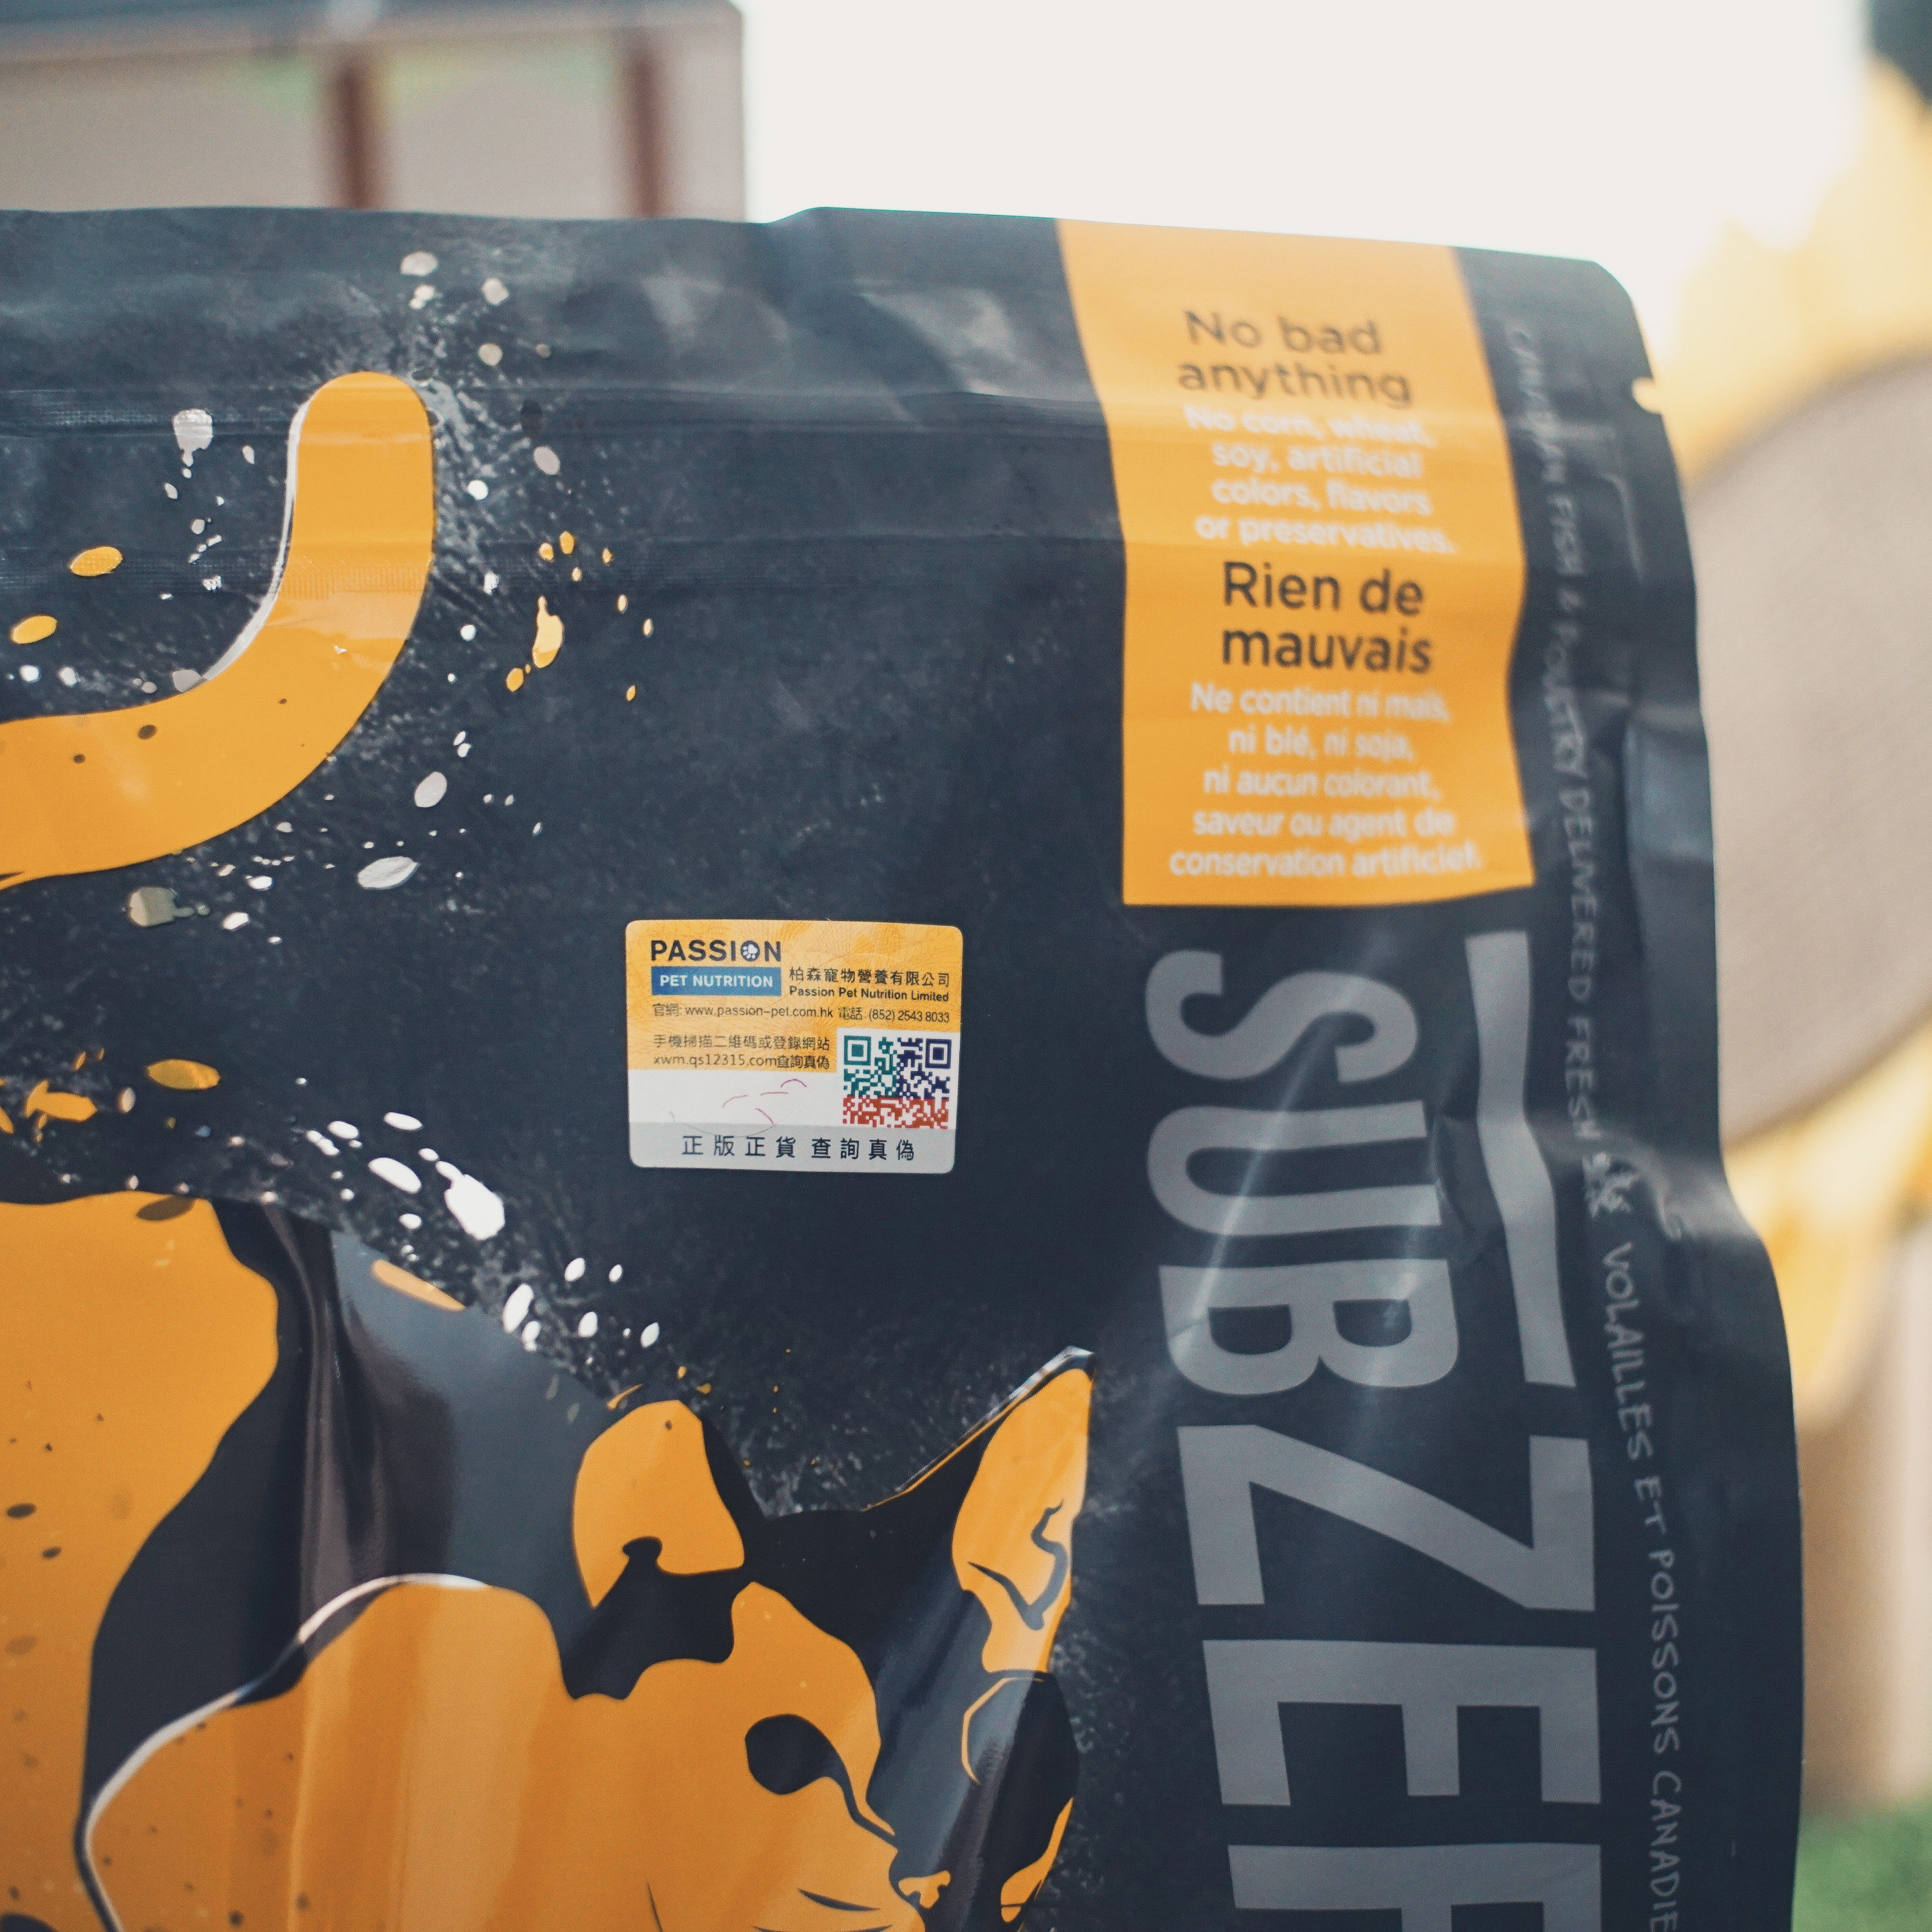 No bad
anything
No corn, wheat,
soy, artificial
colors, flavors
or preservatives.
Rien de
mauvais
Ne contient ni maïs,
ni blé, ni soja,
ni aucun colorant,
saveur ou agent de
conservation artificiel.
PASSION
PET NUTRITION
柏森寵物營養有限公司
Passion Pet Nutrition Limited
官網: www.passion-pet.com.hk 電話: (852) 2543 8033
手機掃描二維碼或登錄網站
xwm.qs12315.com查詢真偽
正版正貨 查詢真偽
SUBZE
CANADIAN FISH & POULTRY DELIVERED FRESH
VOLAILLES ET POISSONS